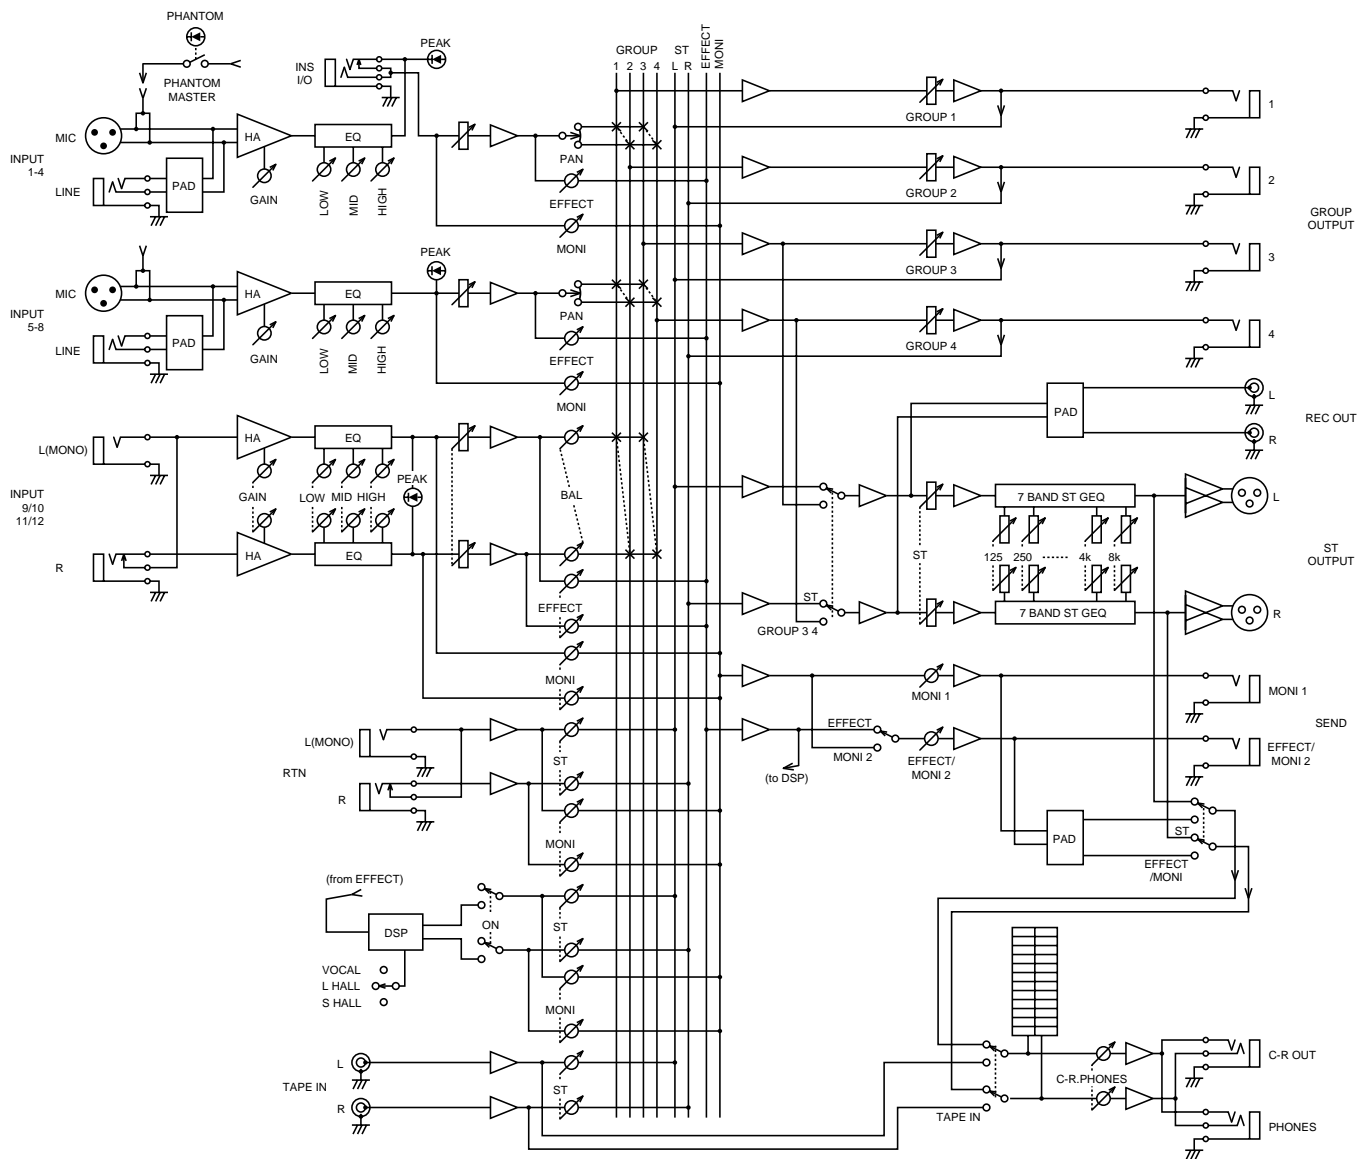 PHANTOM
PHANTOM
MASTER
INS
I/O
PEAK
MIC
INPUT
1-4
LINE
PAD
HA
GAIN
EQ
LOW
MID
HIGH
PAN
EFFECT
MONI
MIC
INPUT
5-8
LINE
PAD
HA
GAIN
EQ
LOW
MID
HIGH
PEAK
PAN
EFFECT
MONI
L(MONO)
INPUT
9/10
11/12
R
HA
GAIN
HA
EQ
LOW MID HIGH
EQ
PEAK
BAL
EFFECT
MONI
L(MONO)
RTN
R
ST
MONI
(from EFFECT)
DSP
ON
VOCAL
L HALL
S HALL
ST
MONI
L
TAPE IN
R
ST
GROUP
1 2 3 4
ST
L R
EFFECT
MONI
GROUP 1
1
GROUP 2
2
GROUP 3
3
GROUP 4
4
GROUP
OUTPUT
PAD
L
R
REC OUT
ST
GROUP 3 4
ST
7 BAND ST GEQ
125 250 ...... 4k 8k
7 BAND ST GEQ
L
R
ST
OUTPUT
MONI 1
MONI 1
EFFECT
MONI 2
(to DSP)
EFFECT/
MONI 2
SEND
EFFECT/
MONI 2
PAD
ST
EFFECT
/MONI
TAPE IN
C-R.PHONES
C-R OUT
PHONES